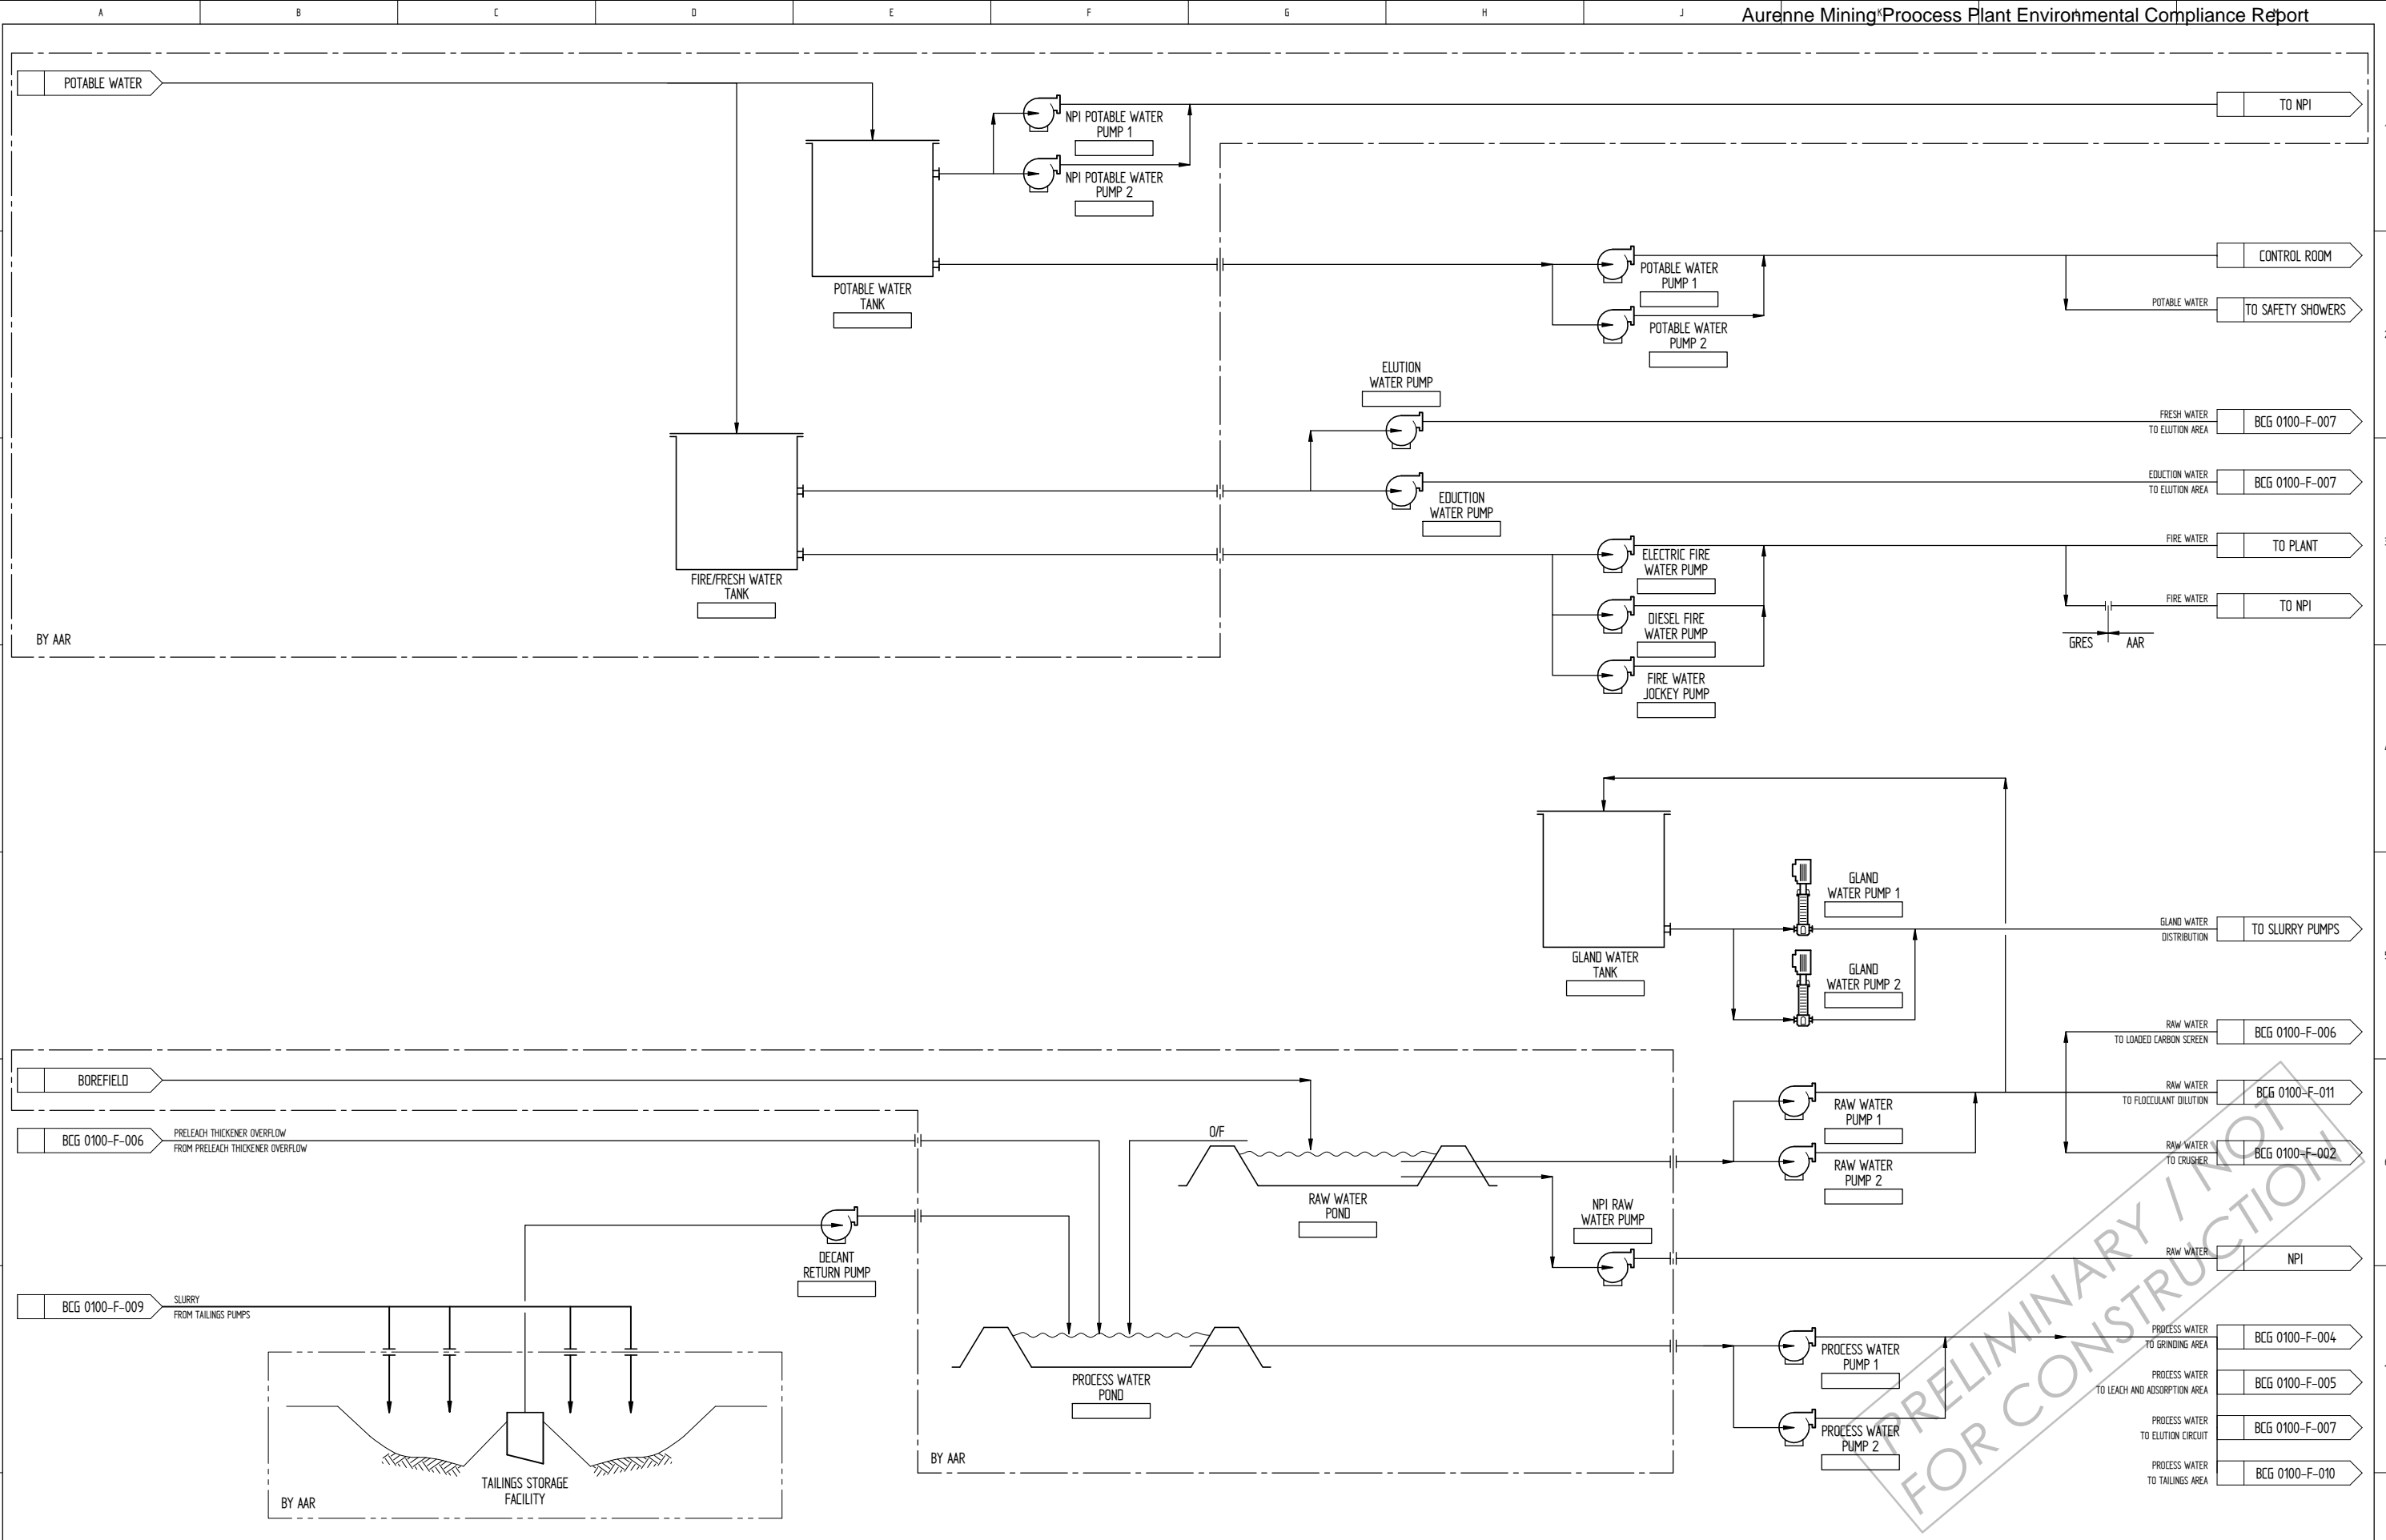 A B C D E F G H J K L M
Aurenne Mining Proocess Plant Environmental Compliance Report
POTABLE WATER
NPI POTABLE WATER
PUMP 1
NPI POTABLE WATER
PUMP 2
TO NPI
1
POTABLE WATER
TANK
POTABLE WATER
PUMP 1
POTABLE WATER
PUMP 2
CONTROL ROOM
POTABLE WATER
TO SAFETY SHOWERS
2
ELUTION
WATER PUMP
FRESH WATER
TO ELUTION AREA
BCG 0100-F-007
EDUCTION
WATER PUMP
EDUCTION WATER
TO ELUTION AREA
BCG 0100-F-007
FIRE/FRESH WATER
TANK
ELECTRIC FIRE
WATER PUMP
FIRE WATER
TO PLANT
3
DIESEL FIRE
WATER PUMP
FIRE WATER
TO NPI
GRES AAR
BY AAR
FIRE WATER
JOCKEY PUMP
4
GLAND
WATER PUMP 1
GLAND WATER
DISTRIBUTION
TO SLURRY PUMPS
GLAND WATER
TANK
GLAND
WATER PUMP 2
5
RAW WATER
TO LOADED CARBON SCREEN
BCG 0100-F-006
BOREFIELD
RAW WATER
PUMP 1
RAW WATER
TO FLOCCULANT DILUTION
BCG 0100-F-011
BCG 0100-F-006
PRELEACH THICKENER OVERFLOW
FROM PRELEACH THICKENER OVERFLOW
O/F
RAW WATER
PUMP 2
RAW WATER
TO CRUSHER
BCG 0100-F-002
6
RAW WATER
POND
NPI RAW
WATER PUMP
DECANT
RETURN PUMP
RAW WATER
NPI
BCG 0100-F-009
SLURRY
FROM TAILINGS PUMPS
PROCESS WATER
POND
PROCESS WATER
PUMP 1
PROCESS WATER
TO GRINDING AREA
BCG 0100-F-004
PROCESS WATER
TO LEACH AND ADSORPTION AREA
BCG 0100-F-005
PROCESS WATER
PUMP 2
PROCESS WATER
TO ELUTION CIRCUIT
BCG 0100-F-007
BY AAR
PROCESS WATER
TO TAILINGS AREA
BCG 0100-F-010
TAILINGS STORAGE
FACILITY
BY AAR
PRELIMINARY / NOT
FOR CONSTRUCTION